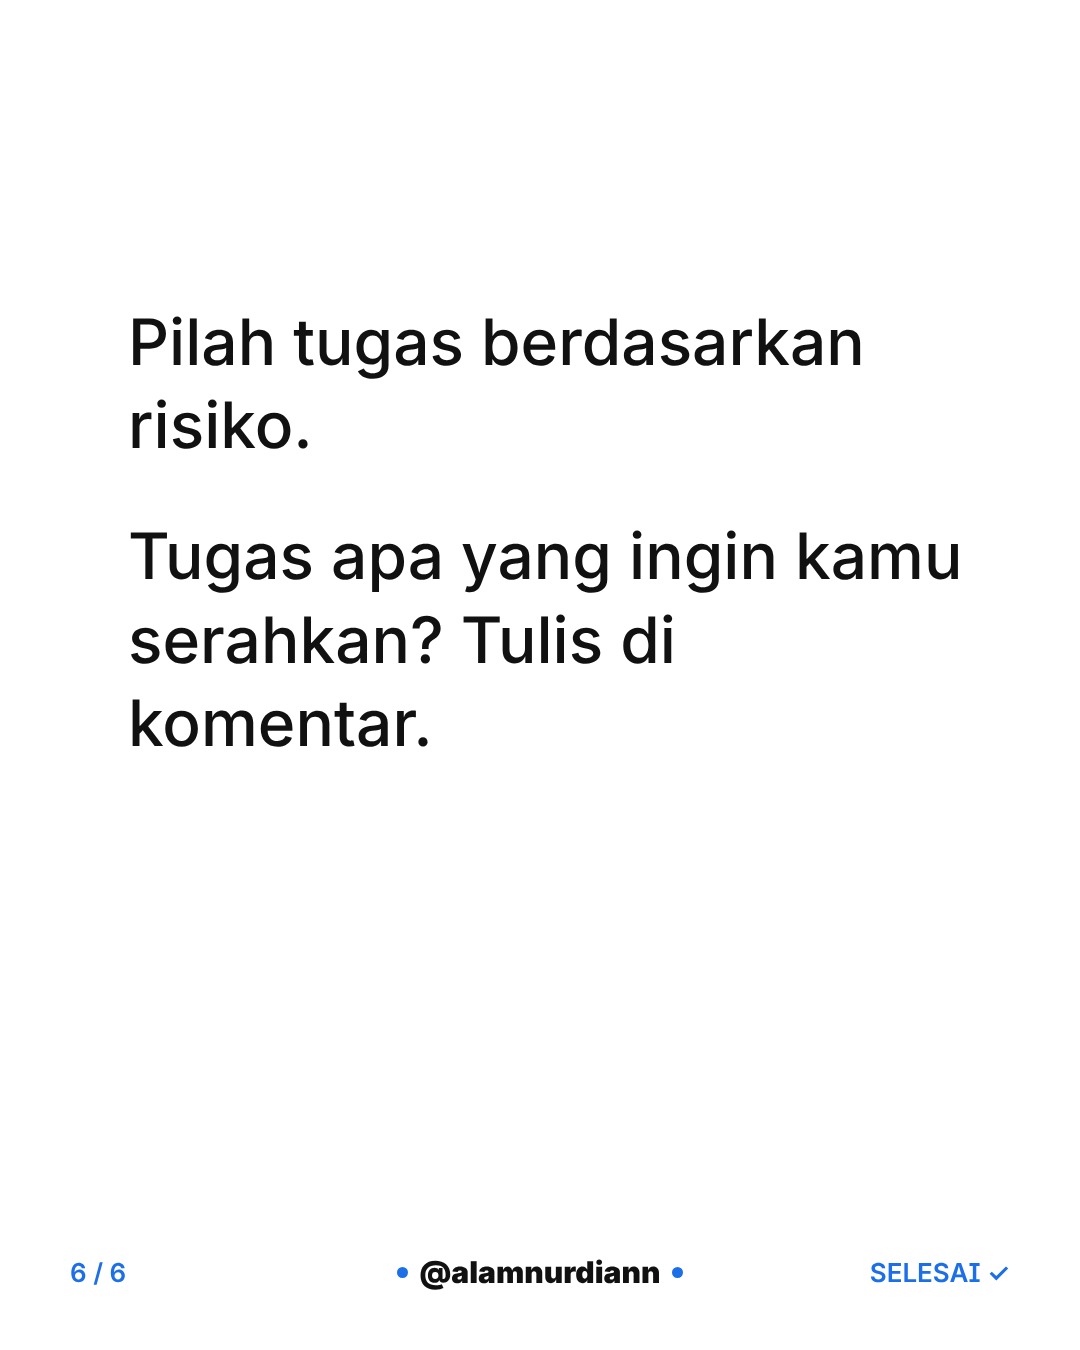 Pilah tugas berdasarkan
risiko.
Tugas apa yang ingin kamu
serahkan? Tulis di
komentar.
6 / 6
• @alamnurdiann •
SELESAI ✓